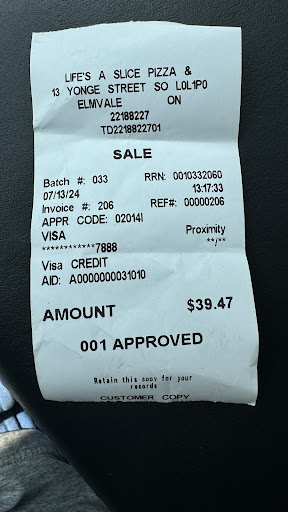 LIFE'S A SLICE PIZZA &
13 YONGE STREET SO L0L1P0
ELMVALE ON
22188227
TD2218822701
SALE
Batch #: 033 RRN: 0010332060
07/13/24 13:17:33
Invoice #: 206 REF#: 00000206
APPR CODE: 02014I
VISA Proximity
************7888 **/**
Visa CREDIT
AID: A0000000031010
AMOUNT $39.47
001 APPROVED
Retain this copy for your
records
CUSTOMER COPY